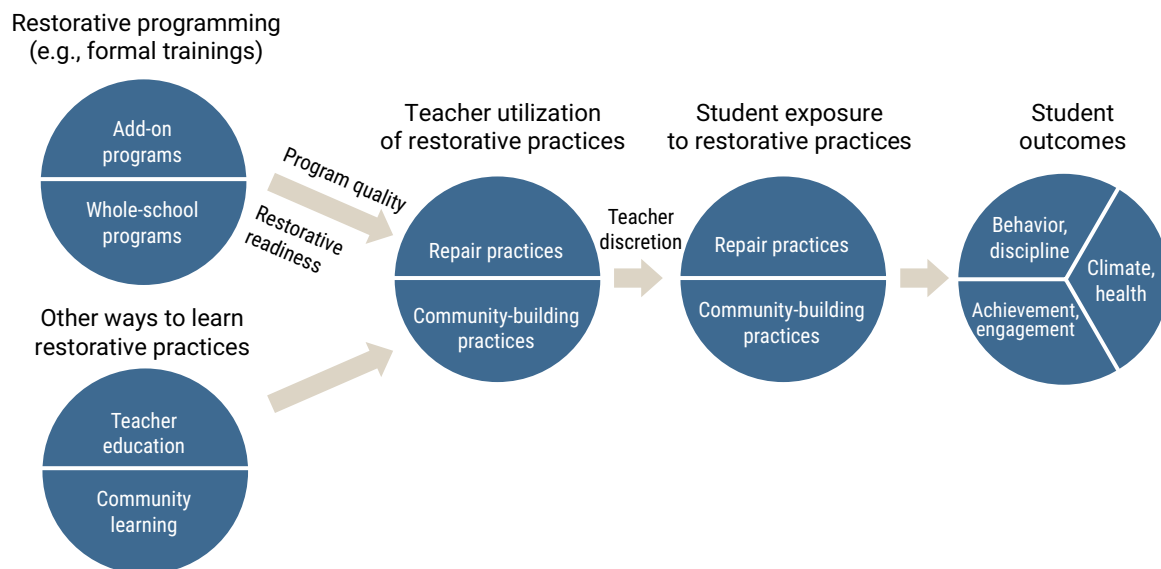 Restorative programming
(e.g., formal trainings)
Add-on
programs
Whole-school
programs
Program quality
Restorative
readiness
Other ways to learn
restorative practices
Teacher
education
Community
learning
Teacher utilization
of restorative practices
Repair practices
Community-building
practices
Teacher
discretion
Student exposure
to restorative practices
Repair practices
Community-building
practices
Student
outcomes
Behavior,
discipline
Climate,
health
Achievement,
engagement